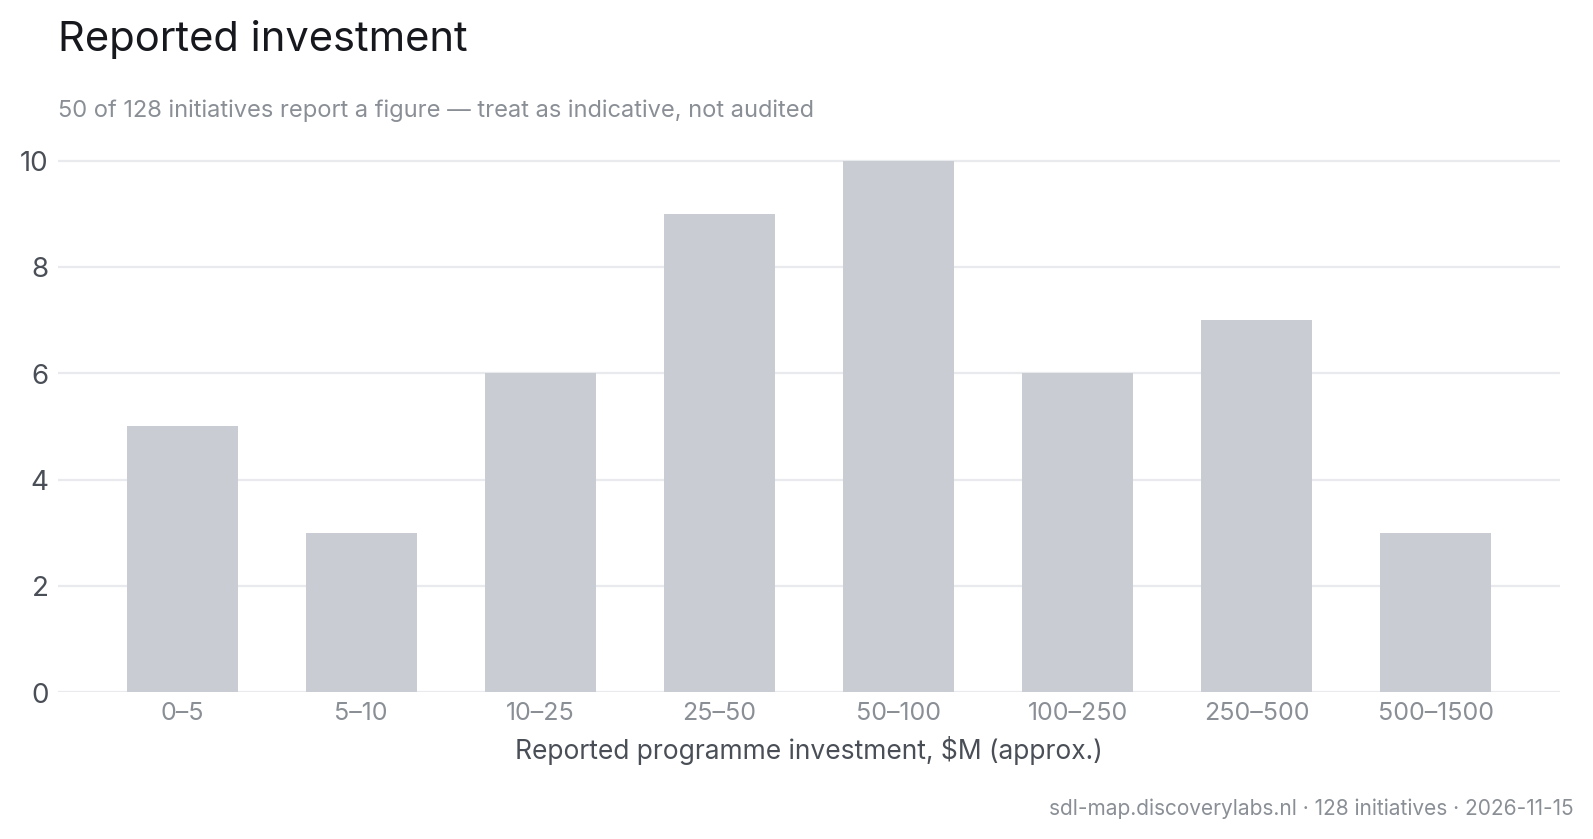 Reported investment
50 of 128 initiatives report a figure — treat as indicative, not audited
10
8
6
4
2
0
0–5 5–10 10–25 25–50 50–100 100–250 250–500 500–1500
Reported programme investment, $M (approx.)
sdl-map.discoverylabs.nl · 128 initiatives · 2026-11-15